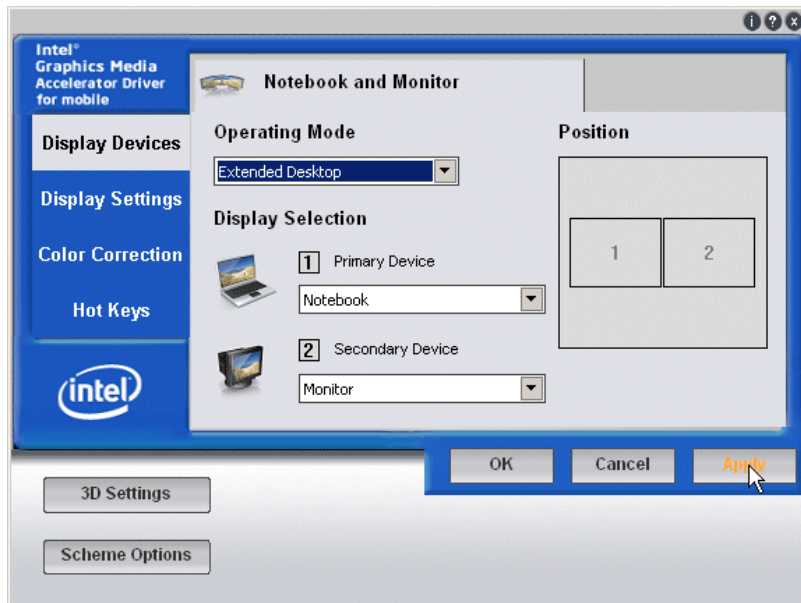 Intel®
Graphics Media
Accelerator Driver
for mobile
Notebook and Monitor
Display Devices
Display Settings
Color Correction
Hot Keys
intel
Operating Mode
Extended Desktop
Display Selection
1 Primary Device
Notebook
2 Secondary Device
Monitor
Position
1 2
OK Cancel Apply
3D Settings
Scheme Options